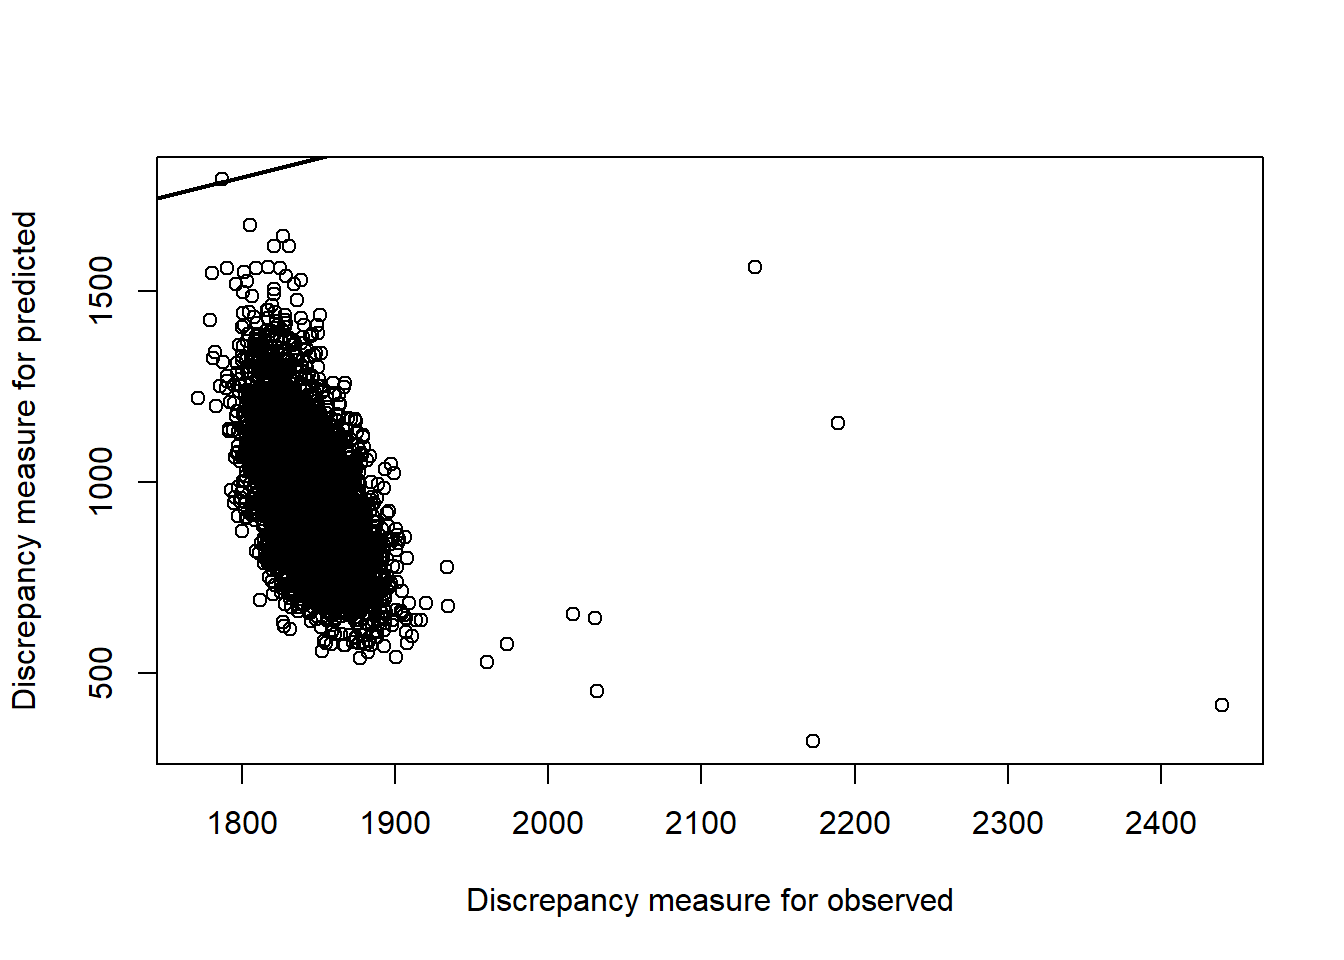 Discrepancy measure for predicted
1500
1000
500
1800 1900 2000 2100 2200 2300 2400
Discrepancy measure for observed